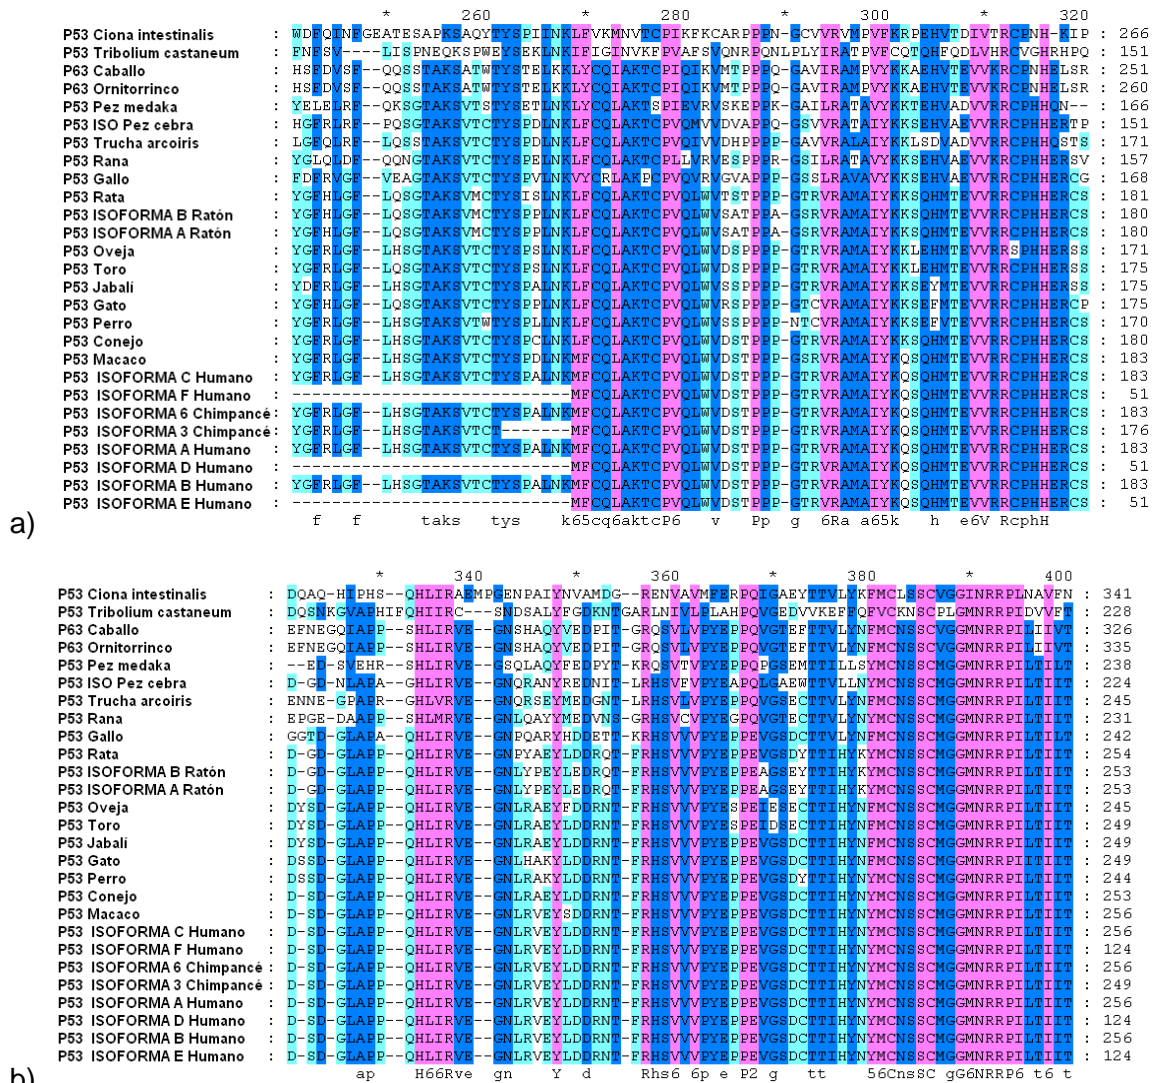 * 260 * 280 * 300 * 320
P53 Ciona intestinalis : WDFQINFGEATESAPKSAQYTYSPIINKLFVKMNVTCPIKFKCARPPNLGCVVRVMPVFKRPEHVTDIVTRCPNH-KIP : 266
P53 Tribolium castaneum : FNFSV-----LISPNEQKSPWEYSEKLNKIFIGINVKFPVAFSVQNRPQNLPLYIRATPVFCQTQHFQDLVHRCVGHRHPQ : 151
P63 Caballo : HSFDVSF--QQSSTAKSATWTYSTELKKLYCQIAKTCPIQIKVMTPPPQ-GAVIRAMPVYKKAEHVTEVVKRCPNHELSR : 251
P63 Ornitorrinco : HSFDVSF--QQSSTAKSATWTYSTELKKLYCQIAKTCPIQIKVMTPPPQ-GAVIRAMPVYKKAEHVTEVVKRCPNHELSR : 260
P53 Pez medaka : YELELRF--QKSGTAKSVTSTYSETLNKLYCQLAKTSPIEVRVSKEPPK-GAILRATAVYKKTEHVADVVRRCPHHQN-- : 166
P53 ISO Pez cebra : HGFRLRF--PQSGTAKSVTCTYSPDLNKLFCQLAKTCPVQMVVDVAPPQ-GSVVRATAIYKKSEHVAEVVRRCPHHERTP : 151
P53 Trucha arcoiris : FQLRF--LQSSTAKSVTCTYSPDLNKLFCQLAKTCPVQIVVDHPPPP-GAVVRALAIYKKLSDVADVVRRCPHHQSTS : 171
P53 Rana : YGLQLDF--QQNGTAKSVTCTYSPELNKLFCQLAKTCPLLVRVESPPPR-GSILRATAVYKKSEHVAEVVKRCPHHERSV : 157
P53 Gallo : FDFRVGF--VEAGTAKSVTCTYSPVLNKVYCRLAKPCPVQVRVGVAPPP-GSSLRAVAVYKKSEHVAEVVRRCPHHERCG : 168
P53 Rata : YGFHLGF--LQSGTAKSVMCTYSISLNKLFCQLAKTCPVQLWVTSTPPP-GTRVRAMAIYKKSQHMTEVVRRCPHHERCS : 181
P53 ISOFORMA B Ratón : YGFHLGF--LQSGTAKSVMCTYSPPLNKLFCQLAKTCPVQLWVSATPPA-GSRVRAMAIYKKSQHMTEVVRRCPHHERCS : 180
P53 ISOFORMA A Ratón : YGFHLGF--LQSGTAKSVMCTYSPPLNKLFCQLAKTCPVQLWVSATPPA-GSRVRAMAIYKKSQHMTEVVRRCPHHERCS : 180
P53 Oveja : YGFRLGF--LHSGTAKSVTCTYSPSLNKLFCQLAKTCPVQLWVDSPPPP-GTRVRAMAIYKKLEHMTEVVRRSPHHERSS : 171
P53 Toro : YGFRLGF--LQSGTAKSVTCTYSPSLNKLFCQLAKTCPVQLWVDSPPPP-GTRVRAMAIYKKLEHMTEVVRRCPHHERSS : 175
P53 Jabalí : YDFRLGF--LHSGTAKSVTCTYSPALNKLFCQLAKTCPVQLWVSSPPPP-GTRVRAMAIYKKSEYMTEVVRRCPHHERSS : 175
P53 Gato : YGFHLGF--LQSGTAKSVTCTYSPPLNKLFCQLAKTCPVQLWVRSPPPP-GTCVRAMAIYKKSEFMTEVVRRCPHHERCP : 175
P53 Perro : YGFRLGF--LHSGTAKSVTWTYSPLLNKLFCQLAKTCPVQLWVSSPPPP-NTCVRAMAIYKKSEFVTEVVRRCPHHERCS : 170
P53 Conejo : YGFRLGF--LHSGTAKSVTCTYSPCLNKLFCQLAKTCPVQLWVDSTPPP-GTRVRAMAIYKKSQHMTEVVRRCPHHERCS : 180
P53 Macaco : YGFRLGF--LHSGTAKSVTCTYSPDLNKMFCQLAKTCPVQLWVDSTPPP-GSRVRAMAIYKQSQHMTEVVRRCPHHERCS : 183
P53 ISOFORMA C Humano : YGFRLGF--LHSGTAKSVTCTYSPALNKMFCQLAKTCPVQLWVDSTPPP-GTRVRAMAIYKQSQHMTEVVRRCPHHERCS : 183
P53 ISOFORMA F Humano : ----------------------------MFCQLAKTCPVQLWVDSTPPP-GTRVRAMAIYKQSQHMTEVVRRCPHHERCS : 51
P53 ISOFORMA 6 Chimpancé : YGFRLGF--LHSGTAKSVTCTYSPALNKMFCQLAKTCPVQLWVDSTPPP-GTRVRAMAIYKQSQHMTEVVRRCPHHERCS : 183
P53 ISOFORMA 3 Chimpancé : YGFRLGF--LHSGTAKSVTCT-------MFCQLAKTCPVQLWVDSTPPP-GTRVRAMAIYKQSQHMTEVVRRCPHHERCS : 176
P53 ISOFORMA A Humano : YGFRLGF--LHSGTAKSVTCTYSPALNKMFCQLAKTCPVQLWVDSTPPP-GTRVRAMAIYKQSQHMTEVVRRCPHHERCS : 183
P53 ISOFORMA D Humano : ----------------------------MFCQLAKTCPVQLWVDSTPPP-GTRVRAMAIYKQSQHMTEVVRRCPHHERCS : 51
P53 ISOFORMA B Humano : YGFRLGF--LHSGTAKSVTCTYSPALNKMFCQLAKTCPVQLWVDSTPPP-GTRVRAMAIYKQSQHMTEVVRRCPHHERCS : 183
P53 ISOFORMA E Humano : ----------------------------MFCQLAKTCPVQLWVDSTPPP-GTRVRAMAIYKQSQHMTEVVRRCPHHERCS : 51
f f taks tys k65cq6aktcP6 v Pp g 6Ra a65k h e6V RcphH
a)
* 340 * 360 * 380 * 400
P53 Ciona intestinalis : DQAQ-HIPHS--QHLIRAEMPGENPAIYNVAMDG--RENVAVMFERPQIGAEYTTVLYKFMCLSSCVGGINRRPLNAVFN : 341
P53 Tribolium castaneum : DQSNKGVAPHIFQHIIRC---SNDSALYFGDKNTGARLNIVLPLAHPQVGEDVVKEFFQFVCKNSCPLGMNRRPIDVVFT : 228
P63 Caballo : EFNEGQIAPP--SHLIRVE--GNSHAQYVEDPIT-GRQSVLVPYEPPQVGTEFTTVLYNFMCNSSCVGGMNRRPILIIVT : 326
P63 Ornitorrinco : EFNEGQIAPP--SHLIRVE--GNSHAQYVEDPIT-GRQSVLVPYEPPQVGTEFTTVLYNFMCNSSCVGGMNRRPILIIVT : 335
P53 Pez medaka : --ED-SVEHR--SHLIRVE--GSQLAQYFEDPYT-KRQSVTVPYEPPQPGSEMTTILLSYMCNSSCMGGMNRRPILTILT : 238
P53 ISO Pez cebra : D-GD-NLAPA--GHLIRVE--GNQRANYREDNIT-LRHSVFVPYEAPQLGAEWTTVLLNYMCNSSCMGGMNRRPILTIIT : 224
P53 Trucha arcoiris : ENNE-GPAPR--GHLVRVE--GNQRSEYMEDGNT-LRHSVLVPYEPPQVGSECTTVLYNFMCNSSCMGGMNRRPILTIIT : 245
P53 Rana : EPGE-DAAPP--SHLMRVE--GNLQAYYMEDVNS-GRHSVCVPYEGPQVGTECTTVLYNYMCNSSCMGGMNRRPILTIIT : 231
P53 Gallo : GGTD-GLAPA--QHLIRVE--GNPQARYHDDETT-KRHSVVVPYEPPEVGSDCTTVLYNFMCNSSCMGGMNRRPILTILT : 242
P53 Rata : D-GD-GLAPP--QHLIRVE--GNPYAEYLDDRQT-FRHSVVVPYEPPEVGSDYTTIHYKYMCNSSCMGGMNRRPILTIIT : 254
P53 ISOFORMA B Ratón : D-GD-GLAPP--QHLIRVE--GNLYPEYLEDRQT-FRHSVVVPYEPPEAGSEYTTIHYKYMCNSSCMGGMNRRPILTIIT : 253
P53 ISOFORMA A Ratón : D-GD-GLAPP--QHLIRVE--GNLYPEYLEDRQT-FRHSVVVPYEPPEAGSEYTTIHYKYMCNSSCMGGMNRRPILTIIT : 253
P53 Oveja : DYSD-GLAPP--QHLIRVE--GNLRAEYFDDRNT-FRHSVVVPYESPEIESECTTIHYNFMCNSSCMGGMNRRPILTIIT : 245
P53 Toro : DYSD-GLAPP--QHLIRVE--GNLRAEYLDDRNT-FRHSVVVPYESPEIDSECTTIHYNFMCNSSCMGGMNRRPILTIIT : 249
P53 Jabalí : DYSD-GLAPP--QHLIRVE--GNLRAEYLDDRNT-FRHSVVVPYEPPEVGSDCTTIHYNFMCNSSCMGGMNRRPILTIIT : 249
P53 Gato : DSSD-GLAPP--QHLIRVE--GNLHAKYLDDRNT-FRHSVVVPYEPPEVGSDCTTIHYNFMCNSSCMGGMNRRPIITIIT : 249
P53 Perro : DSSD-GLAPP--QHLIRVE--GNLRAKYLDDRNT-FRHSVVVPYEPPEVGSDYTTIHYNYMCNSSCMGGMNRRPILTIIT : 244
P53 Conejo : D-SD-GLAPP--QHLIRVE--GNLRAEYLDDRNT-FRHSVVVPYEPPEVGSDCTTIHYNYMCNSSCMGGMNRRPILTIIT : 253
P53 Macaco : D-SD-GLAPP--QHLIRVE--GNLRVEYSDDRNT-FRHSVVVPYEPPEVGSDCTTIHYNYMCNSSCMGGMNRRPILTIIT : 256
P53 ISOFORMA C Humano : D-SD-GLAPP--QHLIRVE--GNLRVEYLDDRNT-FRHSVVVPYEPPEVGSDCTTIHYNYMCNSSCMGGMNRRPILTIIT : 256
P53 ISOFORMA F Humano : D-SD-GLAPP--QHLIRVE--GNLRVEYLDDRNT-FRHSVVVPYEPPEVGSDCTTIHYNYMCNSSCMGGMNRRPILTIIT : 124
P53 ISOFORMA 6 Chimpancé : D-SD-GLAPP--QHLIRVE--GNLRVEYLDDRNT-FRHSVVVPYEPPEVGSDCTTIHYNYMCNSSCMGGMNRRPILTIIT : 256
P53 ISOFORMA 3 Chimpancé : D-SD-GLAPP--QHLIRVE--GNLRVEYLDDRNT-FRHSVVVPYEPPEVGSDCTTIHYNYMCNSSCMGGMNRRPILTIIT : 249
P53 ISOFORMA A Humano : D-SD-GLAPP--QHLIRVE--GNLRVEYLDDRNT-FRHSVVVPYEPPEVGSDCTTIHYNYMCNSSCMGGMNRRPILTIIT : 256
P53 ISOFORMA D Humano : D-SD-GLAPP--QHLIRVE--GNLRVEYLDDRNT-FRHSVVVPYEPPEVGSDCTTIHYNYMCNSSCMGGMNRRPILTIIT : 124
P53 ISOFORMA B Humano : D-SD-GLAPP--QHLIRVE--GNLRVEYLDDRNT-FRHSVVVPYEPPEVGSDCTTIHYNYMCNSSCMGGMNRRPILTIIT : 256
P53 ISOFORMA E Humano : D-SD-GLAPP--QHLIRVE--GNLRVEYLDDRNT-FRHSVVVPYEPPEVGSDCTTIHYNYMCNSSCMGGMNRRPILTIIT : 124
ap H66Rve gn Y d Rhs6 6p e P2 g tt 56CnsSC gG6NRRP6 t6 t
b)